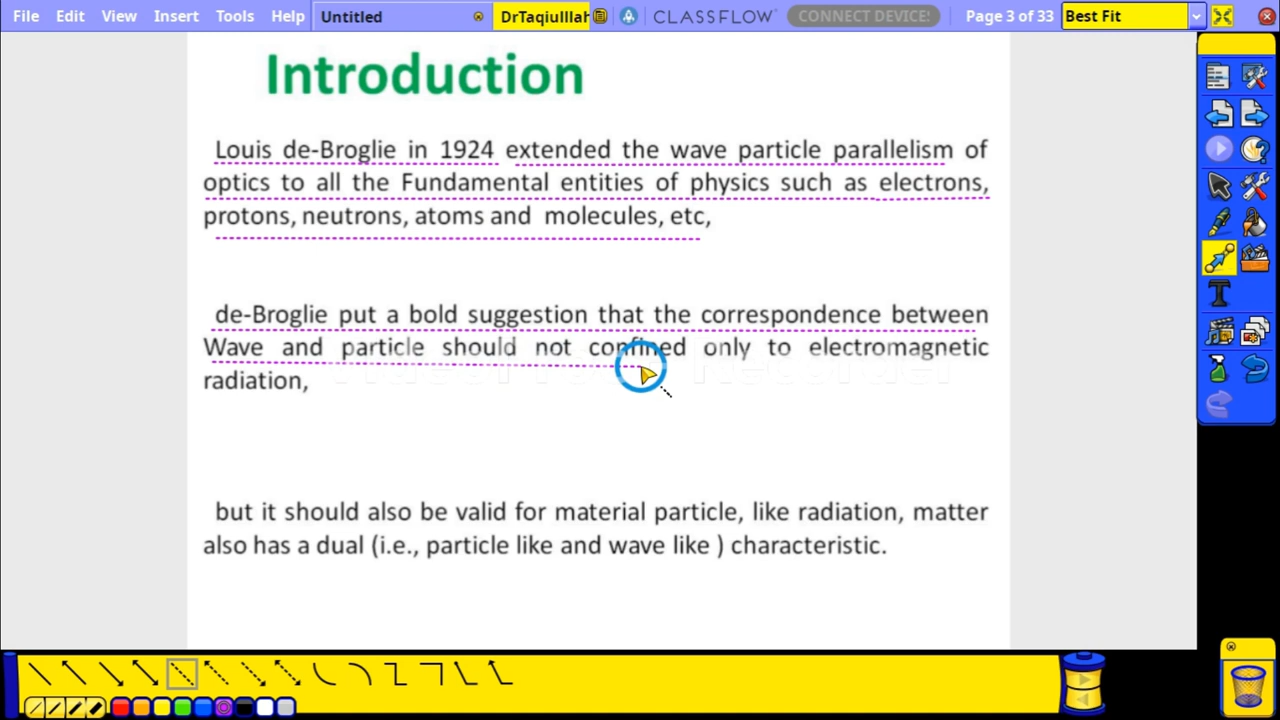 File Edit View Insert Tools Help Untitled DrTaqiulllah CLASSFLOW CONNECT DEVICE! Page 3 of 33 Best Fit
Introduction
Louis de-Broglie in 1924 extended the wave particle parallelism of
optics to all the Fundamental entities of physics such as electrons,
protons, neutrons, atoms and molecules, etc,
de-Broglie put a bold suggestion that the correspondence between
Wave and particle should not confined only to electromagnetic
radiation,
but it should also be valid for material particle, like radiation, matter
also has a dual (i.e., particle like and wave like ) characteristic.